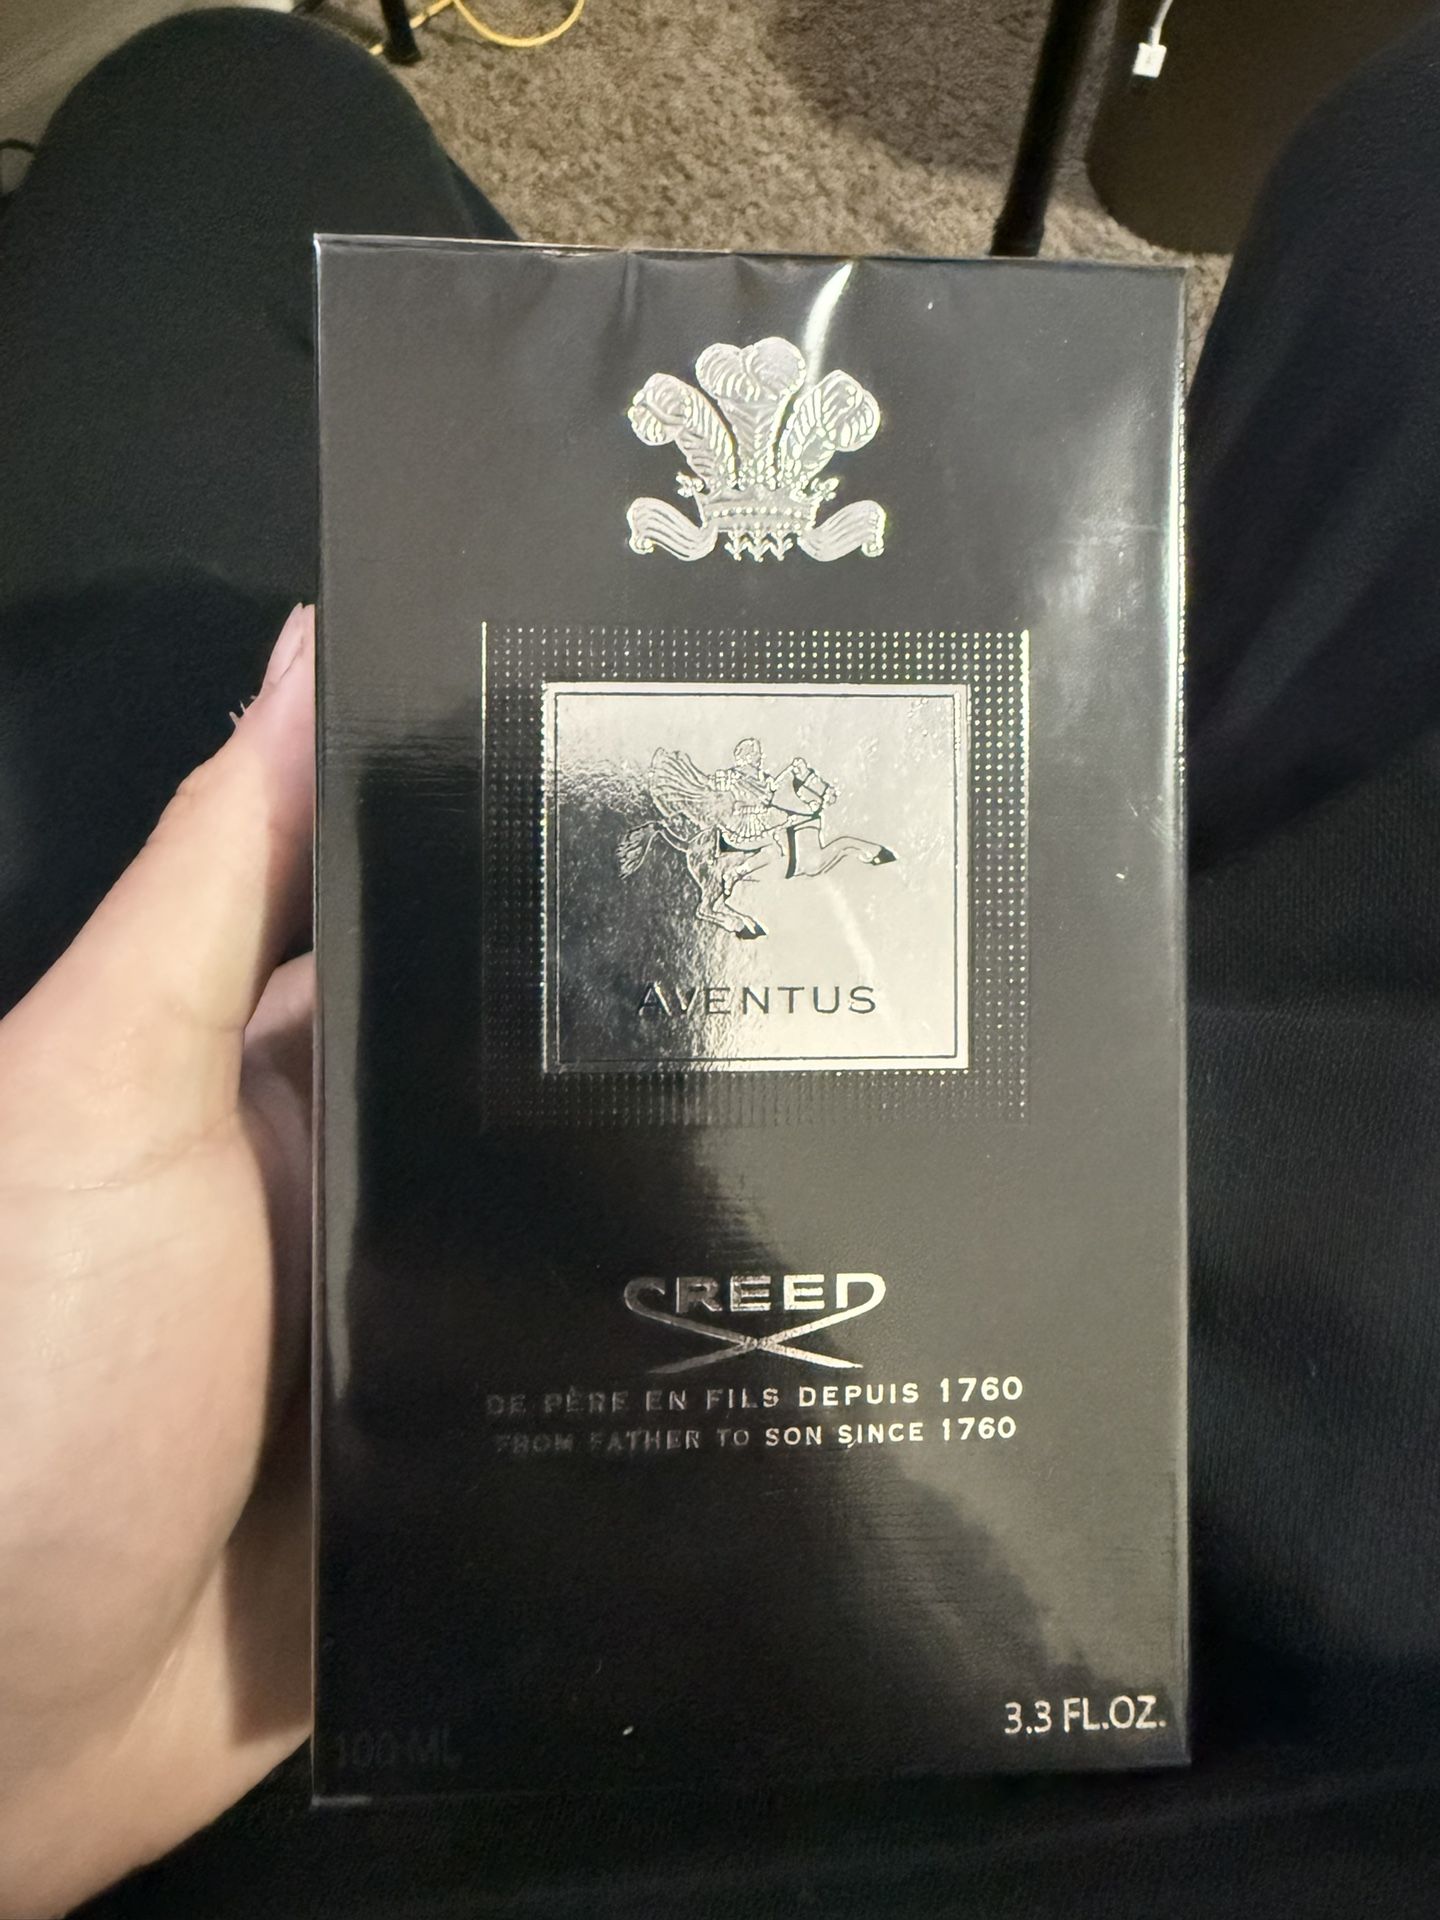 AVENTUS
CREED
DE PÈRE EN FILS DEPUIS 1760
FROM FATHER TO SON SINCE 1760
100 ML
3.3 FL.OZ.